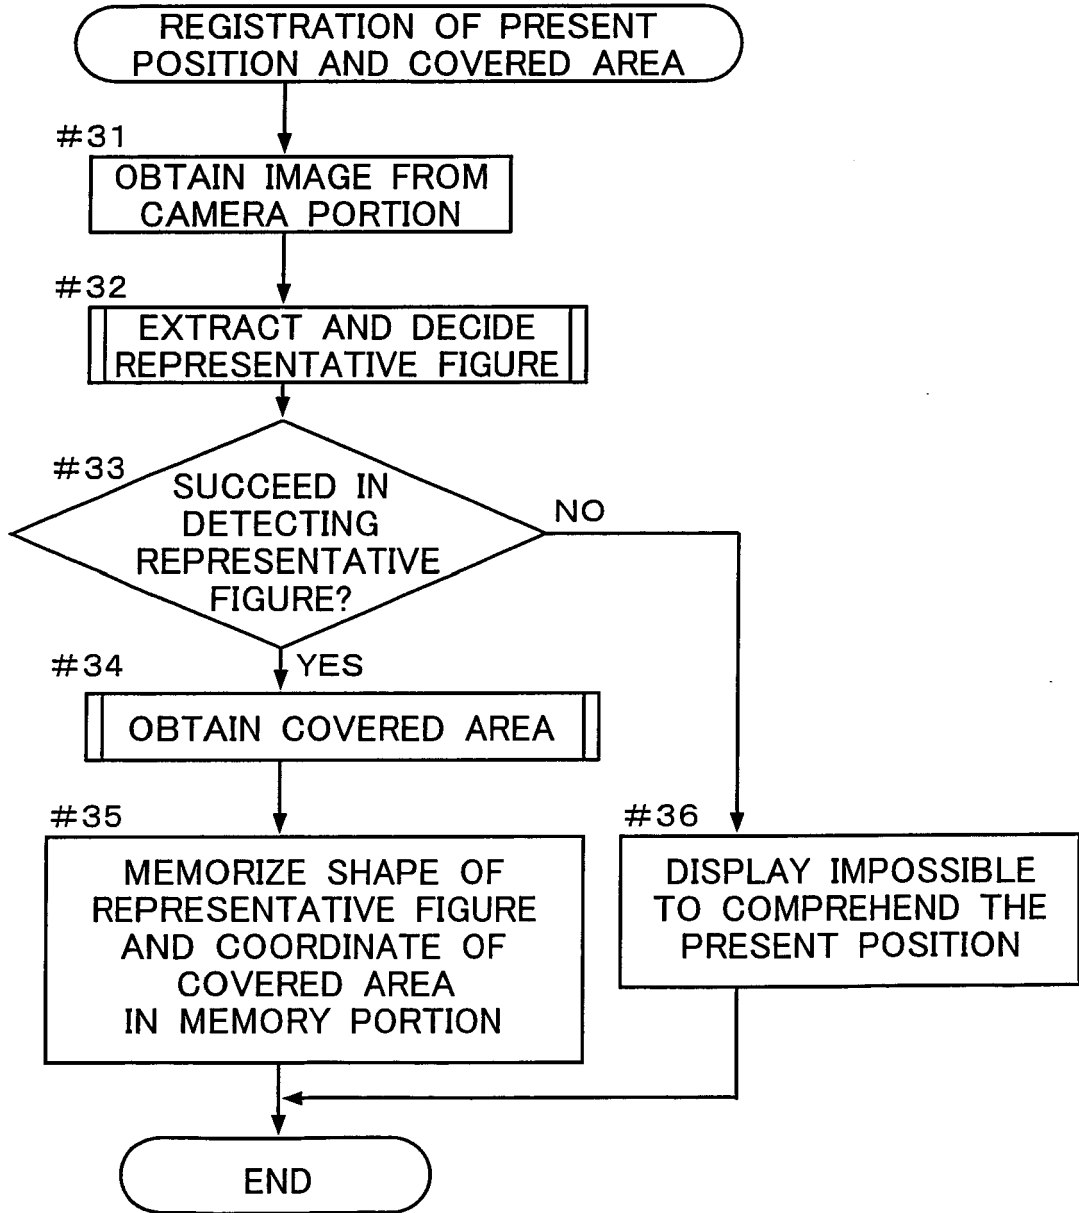 REGISTRATION OF PRESENT
POSITION AND COVERED AREA
#31
OBTAIN IMAGE FROM
CAMERA PORTION
#32
EXTRACT AND DECIDE
REPRESENTATIVE FIGURE
#33
SUCCEED IN
DETECTING
REPRESENTATIVE
FIGURE?
NO
YES
#34
OBTAIN COVERED AREA
#35
MEMORIZE SHAPE OF
REPRESENTATIVE FIGURE
AND COORDINATE OF
COVERED AREA
IN MEMORY PORTION
#36
DISPLAY IMPOSSIBLE
TO COMPREHEND THE
PRESENT POSITION
END